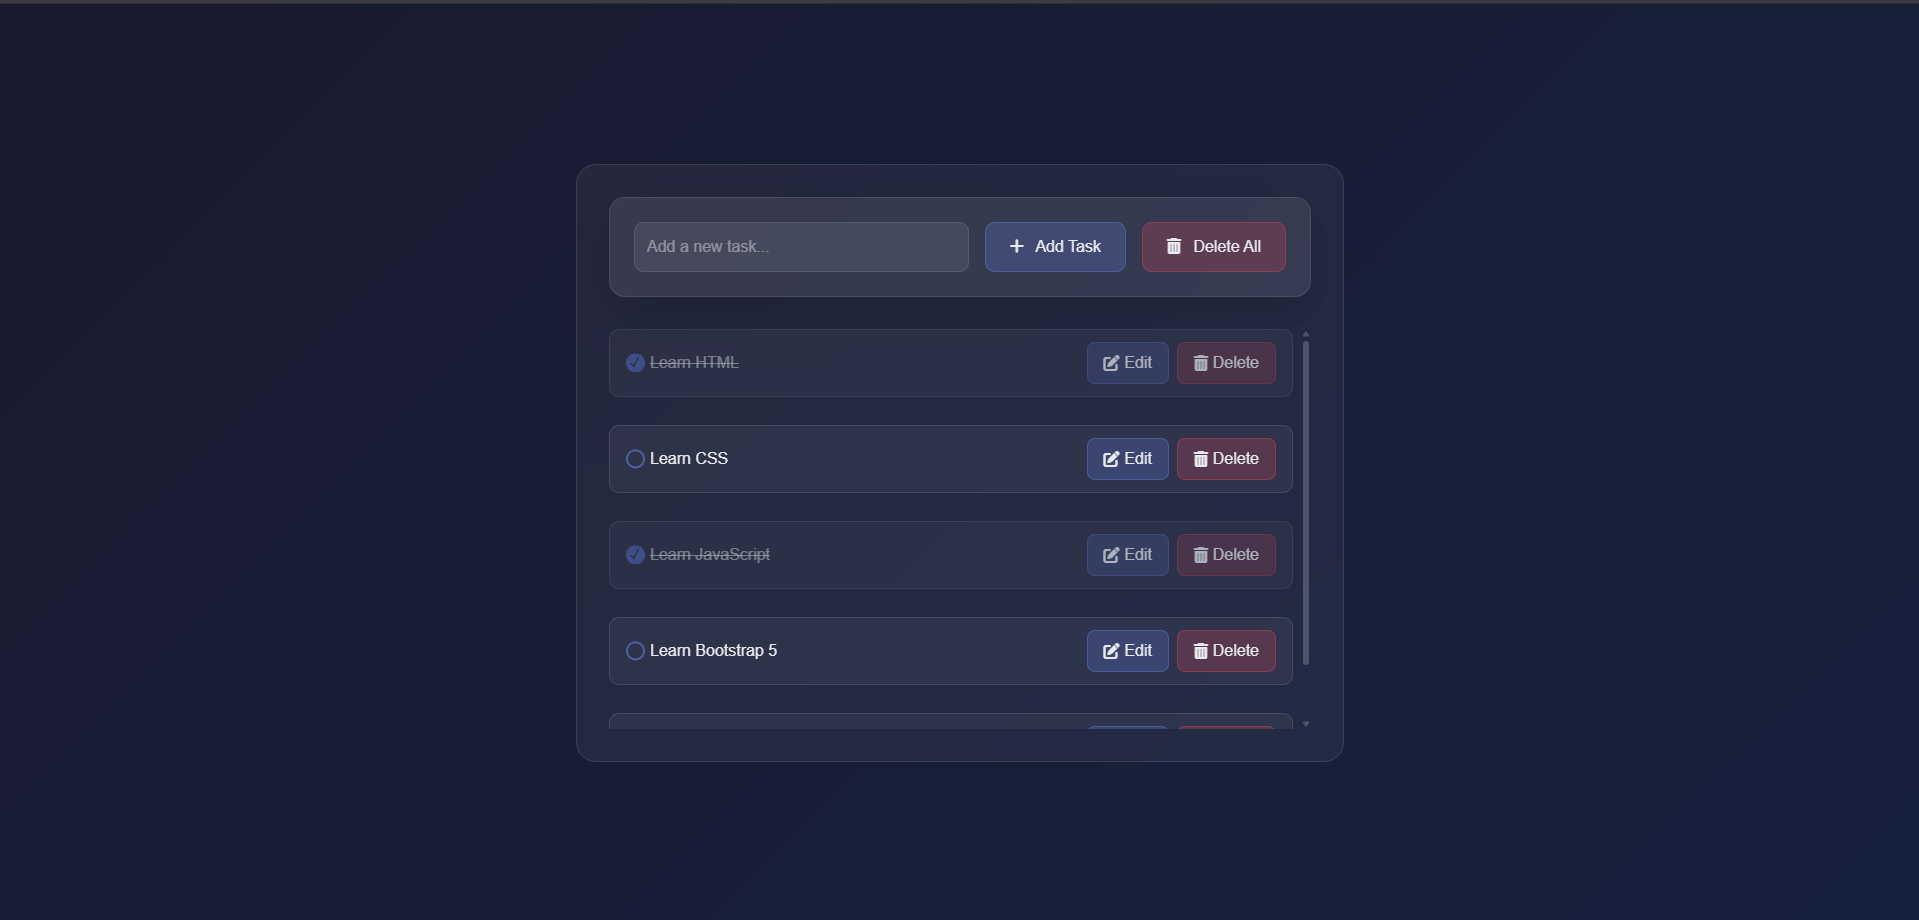 Add a new task...
Add Task
Delete All
Learn HTML
Edit
Delete
Learn CSS
Edit
Delete
Learn JavaScript
Edit
Delete
Learn Bootstrap 5
Edit
Delete